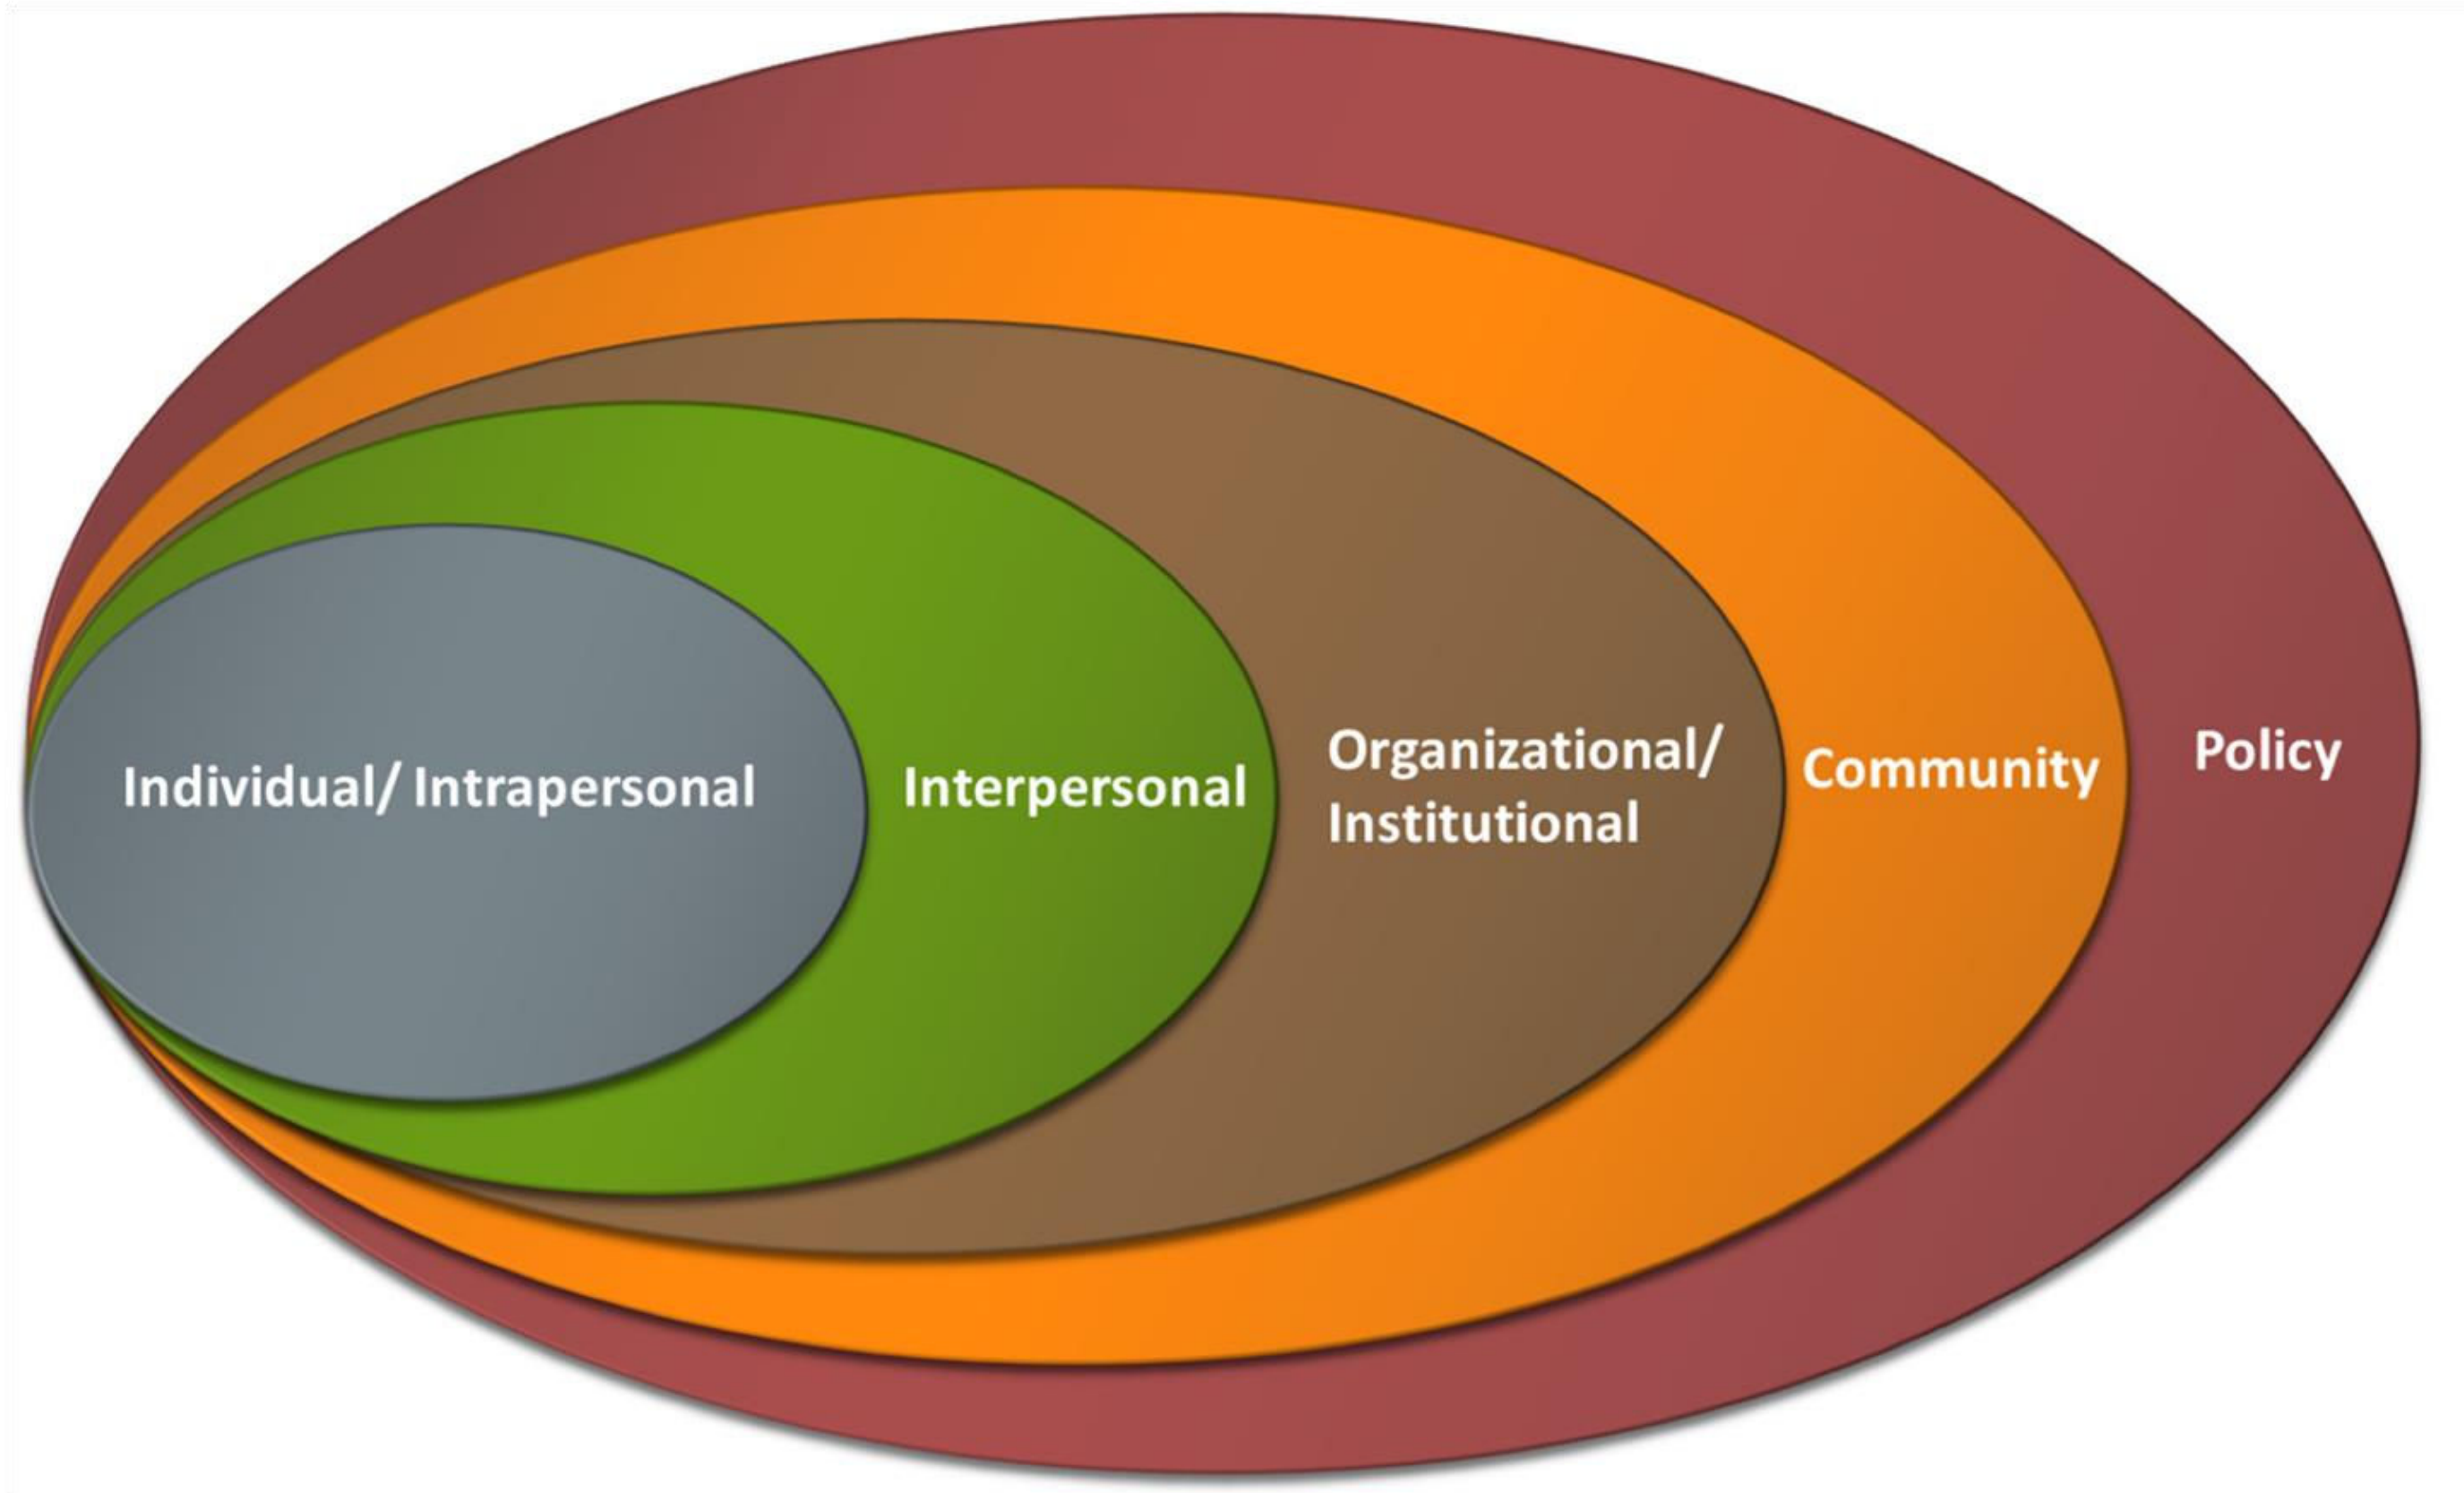 Individual/ Intrapersonal
Interpersonal
Organizational/
Institutional
Community
Policy